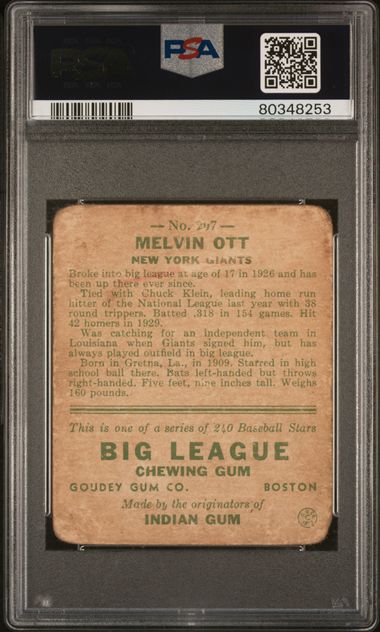 PSA
80348253
— No. 207 —
MELVIN OTT
NEW YORK GIANTS
Broke into big league at age of 17 in 1926 and has
been up there ever since.
Tied with Chuck Klein, leading home run
hitter of the National League last year with 38
round trippers. Batted .318 in 154 games. Hit
42 homers in 1929.
Was catching for an independent team in
Louisiana when Giants signed him, but has
always played outfield in big league.
Born in Gretna, La., in 1909. Starred in high
school ball there. Bats left-handed but throws
right-handed. Five feet, nine inches tall. Weighs
160 pounds.
This is one of a series of 240 Baseball Stars
BIG LEAGUE
CHEWING GUM
GOUDEY GUM CO. BOSTON
Made by the originators of
INDIAN GUM